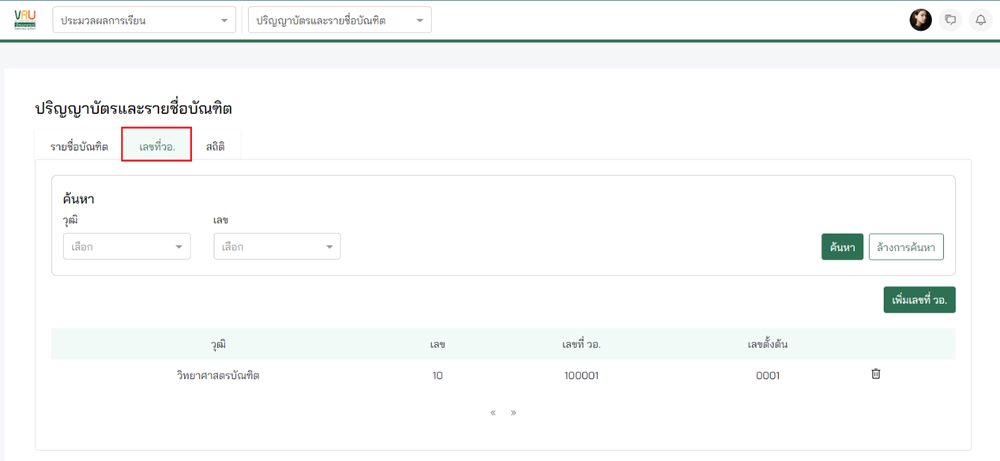 VRU
ประมวลผลการเรียน
ปริญญาบัตรและรายชื่อบัณฑิต
ปริญญาบัตรและรายชื่อบัณฑิต
รายชื่อบัณฑิต เลขที่วอ. สถิติ
ค้นหา
วุฒิ เลข
เลือก เลือก ค้นหา ล้างการค้นหา
เพิ่มเลขที่ วอ.
วุฒิ เลข เลขที่ วอ. เลขตั้งต้น
วิทยาศาสตรบัณฑิต 10 100001 0001
« »